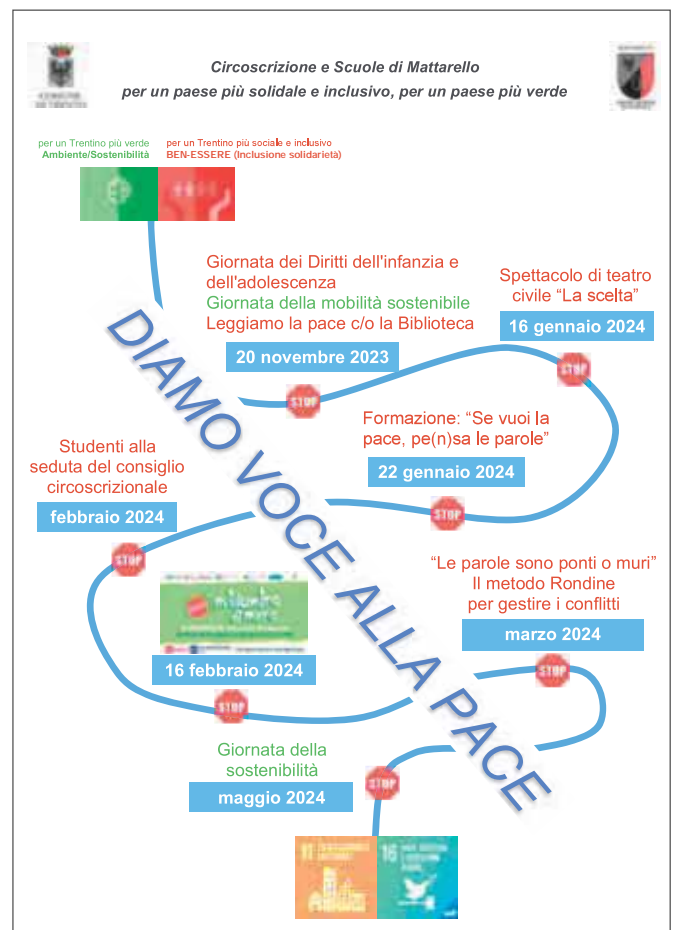 Circoscrizione e Scuole di Mattarello
per un paese più solidale e inclusivo, per un paese più verde
COMUNE
DI TRENTO
per un Trentino più verde
Ambiente/Sostenibilità
per un Trentino più sociale e inclusivo
BEN-ESSERE (Inclusione solidarietà)
Giornata dei Diritti dell'infanzia e
dell'adolescenza
Giornata della mobilità sostenibile
Leggiamo la pace c/o la Biblioteca
20 novembre 2023
STOP
Spettacolo di teatro
civile “La scelta”
16 gennaio 2024
STOP
Formazione: “Se vuoi la
pace, pe(n)sa le parole”
22 gennaio 2024
STOP
Studenti alla
seduta del consiglio
circoscrizionale
febbraio 2024
STOP
DIAMO VOCE ALLA PACE
16 febbraio 2024
STOP
“Le parole sono ponti o muri”
Il metodo Rondine
per gestire i conflitti
marzo 2024
STOP
Giornata della
sostenibilità
maggio 2024
STOP
11
16